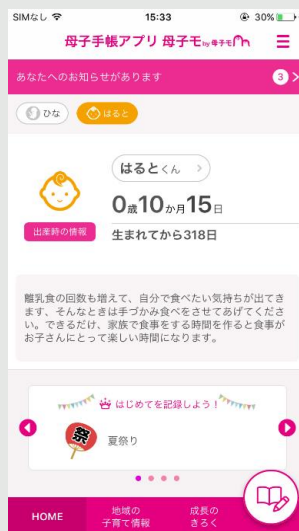 SIMなし 15:33 30%
母子手帳アプリ 母子モ by 母子モ
あなたへのお知らせがあります 3
ひな はると
はるとくん
0歳10か月15日
出産時の情報
生まれてから318日
離乳食の回数も増えて、自分で食べたい気持ちが出てき
ます、そんなときは手づかみ食べをさせてあげてくださ
い。できるだけ、家族で食事をする時間を作ると食事が
お子さんにとって楽しい時間になります。
はじめてを記録しよう!
祭 夏祭り
HOME
地域の
子育て情報
成長の
きろく